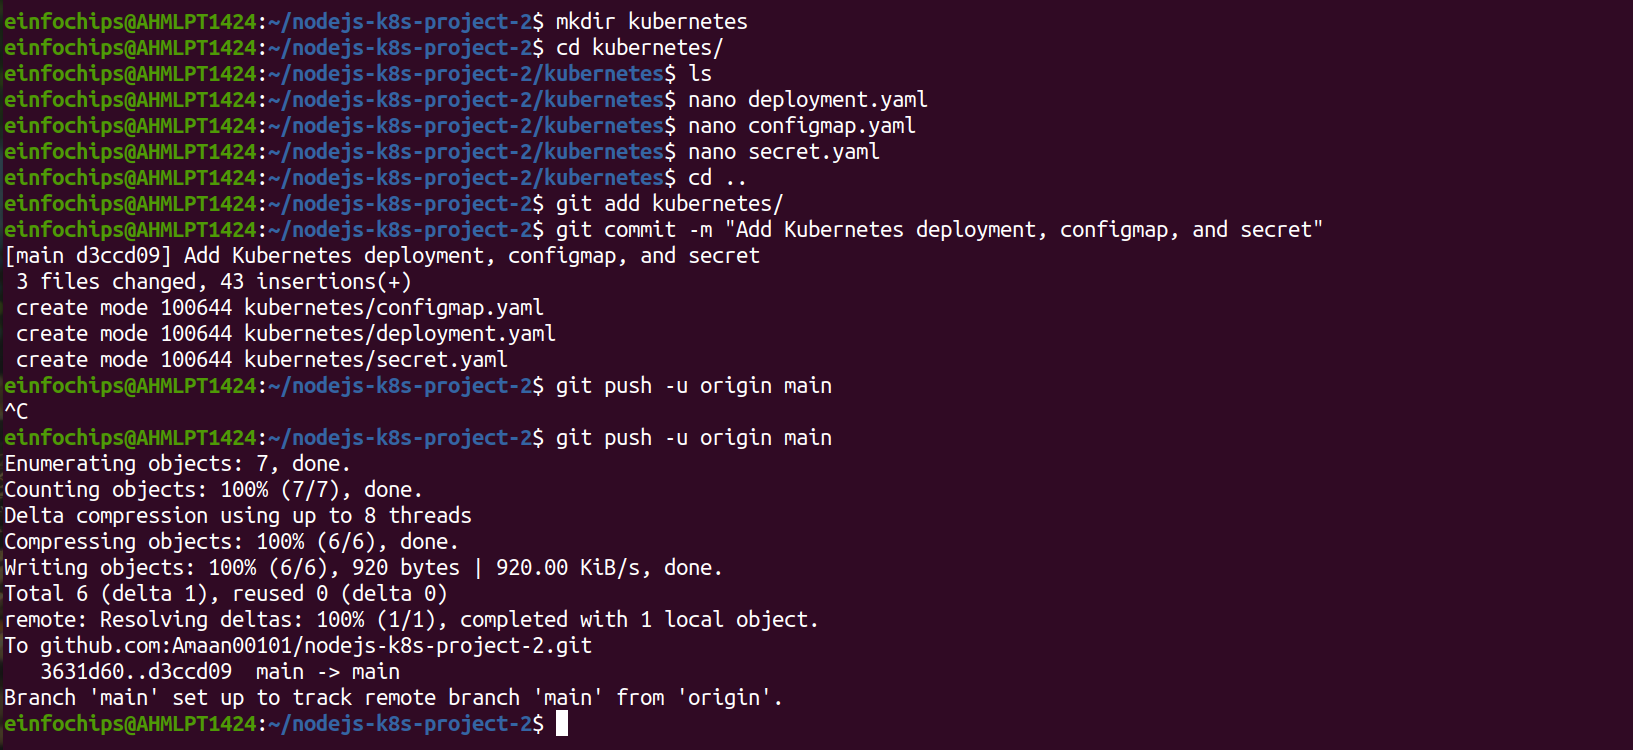 einfochips@AHMLPT1424:~/nodejs-k8s-project-2$ mkdir kubernetes
einfochips@AHMLPT1424:~/nodejs-k8s-project-2$ cd kubernetes/
einfochips@AHMLPT1424:~/nodejs-k8s-project-2/kubernetes$ ls
einfochips@AHMLPT1424:~/nodejs-k8s-project-2/kubernetes$ nano deployment.yaml
einfochips@AHMLPT1424:~/nodejs-k8s-project-2/kubernetes$ nano configmap.yaml
einfochips@AHMLPT1424:~/nodejs-k8s-project-2/kubernetes$ nano secret.yaml
einfochips@AHMLPT1424:~/nodejs-k8s-project-2/kubernetes$ cd ..
einfochips@AHMLPT1424:~/nodejs-k8s-project-2$ git add kubernetes/
einfochips@AHMLPT1424:~/nodejs-k8s-project-2$ git commit -m "Add Kubernetes deployment, configmap, and secret"
[main d3ccd09] Add Kubernetes deployment, configmap, and secret
 3 files changed, 43 insertions(+)
 create mode 100644 kubernetes/configmap.yaml
 create mode 100644 kubernetes/deployment.yaml
 create mode 100644 kubernetes/secret.yaml
einfochips@AHMLPT1424:~/nodejs-k8s-project-2$ git push -u origin main
^C
einfochips@AHMLPT1424:~/nodejs-k8s-project-2$ git push -u origin main
Enumerating objects: 7, done.
Counting objects: 100% (7/7), done.
Delta compression using up to 8 threads
Compressing objects: 100% (6/6), done.
Writing objects: 100% (6/6), 920 bytes | 920.00 KiB/s, done.
Total 6 (delta 1), reused 0 (delta 0)
remote: Resolving deltas: 100% (1/1), completed with 1 local object.
To github.com:Amaan00101/nodejs-k8s-project-2.git
   3631d60..d3ccd09  main -> main
Branch 'main' set up to track remote branch 'main' from 'origin'.
einfochips@AHMLPT1424:~/nodejs-k8s-project-2$